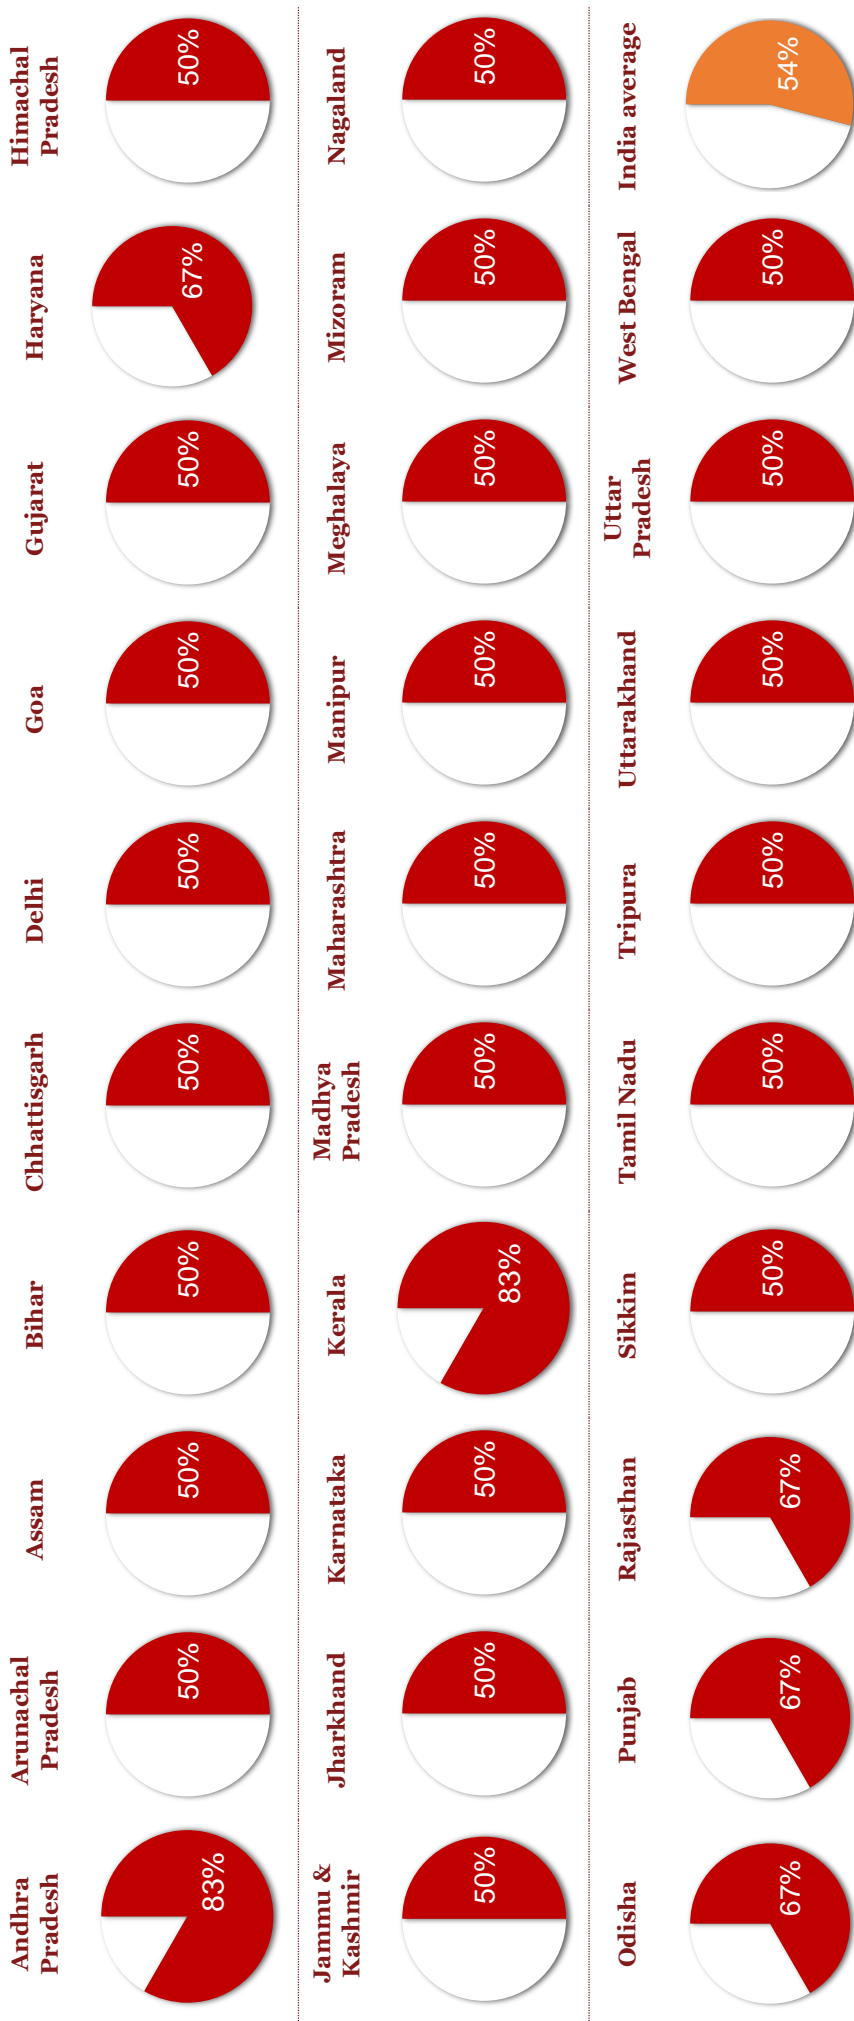 Andhra
Pradesh
83%
Arunachal
Pradesh
50%
Assam
50%
Bihar
50%
Chhattisgarh
50%
Delhi
50%
Goa
50%
Gujarat
50%
Haryana
67%
Himachal
Pradesh
50%
Jammu &
Kashmir
50%
Jharkhand
50%
Karnataka
50%
Kerala
83%
Madhya
Pradesh
50%
Maharashtra
50%
Manipur
50%
Meghalaya
50%
Mizoram
50%
Nagaland
50%
Odisha
67%
Punjab
67%
Rajasthan
67%
Sikkim
50%
Tamil Nadu
50%
Tripura
50%
Uttarakhand
50%
Uttar
Pradesh
50%
West Bengal
50%
India average
54%